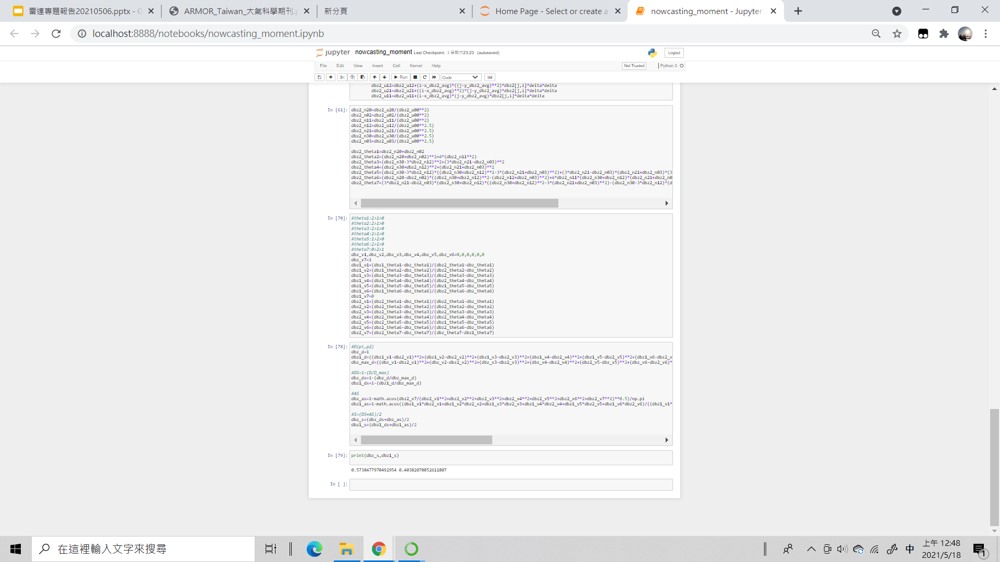 雷達專題報告20210506.pptx - G
ARMOR_Taiwan_大氣科學期刊.p
新分頁
Home Page - Select or create a
nowcasting_moment - Jupyter
localhost:8888/notebooks/nowcasting_moment.ipynb
jupyter nowcasting_moment Last Checkpoint: 上星期六23:23 (autosaved)
Logout
File Edit View Insert Cell Kernel Help
Not Trusted
Python 3
Run
Code
dbz2_u12=dbz2_u12+(i-x_dbz2_avg)*((j-y_dbz2_avg)**2)*dbz2[j,i]*delta*delta
dbz2_u21=dbz2_u21+((i-x_dbz2_avg)**2)*(j-y_dbz2_avg)*dbz2[j,i]*delta*delta
dbz2_u11=dbz2_u11+(i-x_dbz2_avg)*(j-y_dbz2_avg)*dbz2[j,i]*delta*delta
In [61]:
dbz2_n20=dbz2_u20/(dbz2_u00**2)
dbz2_n02=dbz2_u02/(dbz2_u00**2)
dbz2_n11=dbz2_u11/(dbz2_u00**2)
dbz2_n12=dbz2_u12/(dbz2_u00**2.5)
dbz2_n21=dbz2_u21/(dbz2_u00**2.5)
dbz2_n30=dbz2_u30/(dbz2_u00**2.5)
dbz2_n03=dbz2_u03/(dbz2_u00**2.5)
dbz2_theta1=dbz2_n20+dbz2_n02
dbz2_theta2=(dbz2_n20+dbz2_n02)**2+4*(dbz2_n11**2)
dbz2_theta3=(dbz2_n30-3*dbz2_n12)**2+(3*dbz2_n21-dbz2_n03)**2
dbz2_theta4=(dbz2_n30+dbz2_n12)**2+(dbz2_n21+dbz2_n03)**2
dbz2_theta5=(dbz2_n30-3*dbz2_n12)*((dbz2_n30+dbz2_n12)**2-3*(dbz2_n21+dbz2_n03)**2)+(3*dbz2_n21-dbz2_n03)*(dbz2_n21+dbz2_n03)*(3
dbz2_theta6=(dbz2_n20-dbz2_n02)*((dbz2_n30+dbz2_n12)**2-(dbz2_n12+dbz2_n03)**2)+4*dbz2_n11*(dbz2_n30+dbz2_n12)*(dbz2_n21+dbz2_n0
dbz2_theta7=(3*dbz2_n21-dbz2_n03)*(dbz2_n30+dbz2_n12)*((dbz2_n30+dbz2_n12)**2-3*(dbz2_n21+dbz2_n03)**2)-(dbz2_n30-3*dbz2_n12)*(d
In [70]:
#theta1:2>1>0
#theta2:2>1>0
#theta3:2>1>0
#theta4:2>1>0
#theta5:1>2>0
#theta6:2>1>0
#theta7:0>2>1
dbz_v1,dbz_v2,dbz_v3,dbz_v4,dbz_v5,dbz_v6=0,0,0,0,0,0
dbz_v7=1
dbz1_v1=(dbz1_theta1-dbz_theta1)/(dbz2_theta1-dbz_theta1)
dbz1_v2=(dbz1_theta2-dbz_theta2)/(dbz2_theta2-dbz_theta2)
dbz1_v3=(dbz1_theta3-dbz_theta3)/(dbz2_theta3-dbz_theta3)
dbz1_v4=(dbz1_theta4-dbz_theta4)/(dbz2_theta4-dbz_theta4)
dbz1_v5=(dbz1_theta5-dbz_theta5)/(dbz1_theta5-dbz_theta5)
dbz1_v6=(dbz1_theta6-dbz_theta6)/(dbz2_theta6-dbz_theta6)
dbz1_v7=0
dbz2_v1=(dbz2_theta1-dbz_theta1)/(dbz2_theta1-dbz_theta1)
dbz2_v2=(dbz2_theta2-dbz_theta2)/(dbz2_theta2-dbz_theta2)
dbz2_v3=(dbz2_theta3-dbz_theta3)/(dbz2_theta3-dbz_theta3)
dbz2_v4=(dbz2_theta4-dbz_theta4)/(dbz2_theta4-dbz_theta4)
dbz2_v5=(dbz2_theta5-dbz_theta5)/(dbz1_theta5-dbz_theta5)
dbz2_v6=(dbz2_theta6-dbz_theta6)/(dbz2_theta6-dbz_theta6)
dbz2_v7=(dbz2_theta7-dbz_theta7)/(dbz_theta7-dbz1_theta7)
In [78]:
#D(pi,p2)
dbz_d=1
dbz1_d=((dbz1_v1-dbz2_v1)**2+(dbz1_v2-dbz2_v2)**2+(dbz1_v3-dbz2_v3)**2+(dbz1_v4-dbz2_v4)**2+(dbz1_v5-dbz2_v5)**2+(dbz1_v6-dbz2_v
dbz_max_d=((dbz_v1-dbz2_v1)**2+(dbz_v2-dbz2_v2)**2+(dbz_v3-dbz2_v3)**2+(dbz_v4-dbz2_v4)**2+(dbz2_v5-dbz_v5)**2+(dbz_v6-dbz2_v6)*
#DS=1-(D/D_max)
dbz_ds=1-(dbz_d/dbz_max_d)
dbz1_ds=1-(dbz1_d/dbz_max_d)
#AS
dbz_as=1-math.acos(dbz2_v7/(dbz2_v1**2+dbz2_v2**2+dbz2_v3**2+dbz2_v4**2+dbz2_v5**2+dbz2_v6**2+dbz2_v7**2)**0.5)/np.pi
dbz1_as=1-math.acos((dbz1_v1*dbz2_v1+dbz1_v2*dbz2_v2+dbz1_v3*dbz2_v3+dbz1_v4*dbz2_v4+dbz1_v5*dbz2_v5+dbz1_v6*dbz2_v6)/((dbz1_v1*
#S=(DS+AS)/2
dbz_s=(dbz_ds+dbz_as)/2
dbz1_s=(dbz1_ds+dbz1_as)/2
In [79]:
print(dbz_s,dbz1_s)
0.5738477970492954 0.40382070852611807
In [ ]:
在這裡輸入文字來搜尋
中
上午 12:48
2021/5/18
1